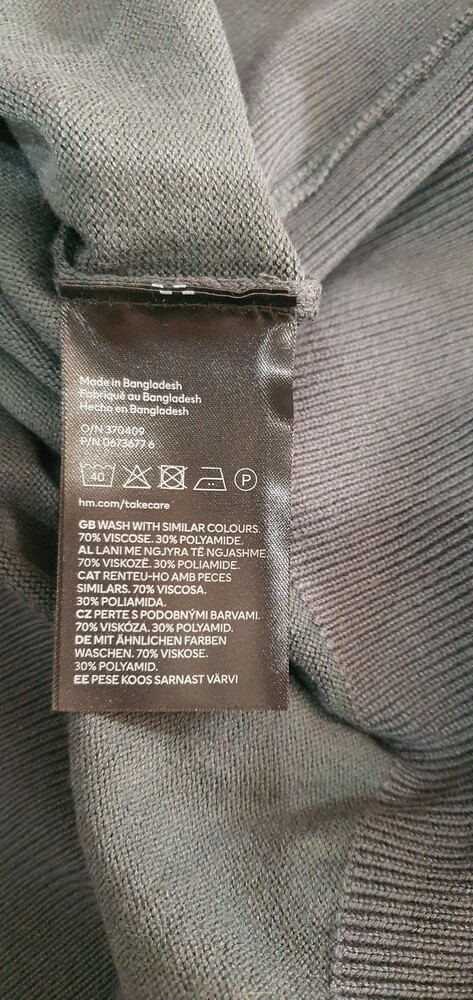 Made in Bangladesh
Fabriqué au Bangladesh
Hecho en Bangladesh
O/N 370409
P/N 0673677 6
40 P
hm.com/takecare
GB WASH WITH SIMILAR COLOURS.
70% VISCOSE. 30% POLYAMIDE.
AL LANI ME NGJYRA TË NGJASHME.
70% VISKOZË. 30% POLIAMIDE.
CAT RENTEU-HO AMB PECES
SIMILARS. 70% VISCOSA.
30% POLIAMIDA.
CZ PERTE S PODOBNÝMI BARVAMI.
70% VISKÓZA. 30% POLYAMID.
DE MIT ÄHNLICHEN FARBEN
WASCHEN. 70% VISKOSE.
30% POLYAMID.
EE PESE KOOS SARNAST VÄRVI